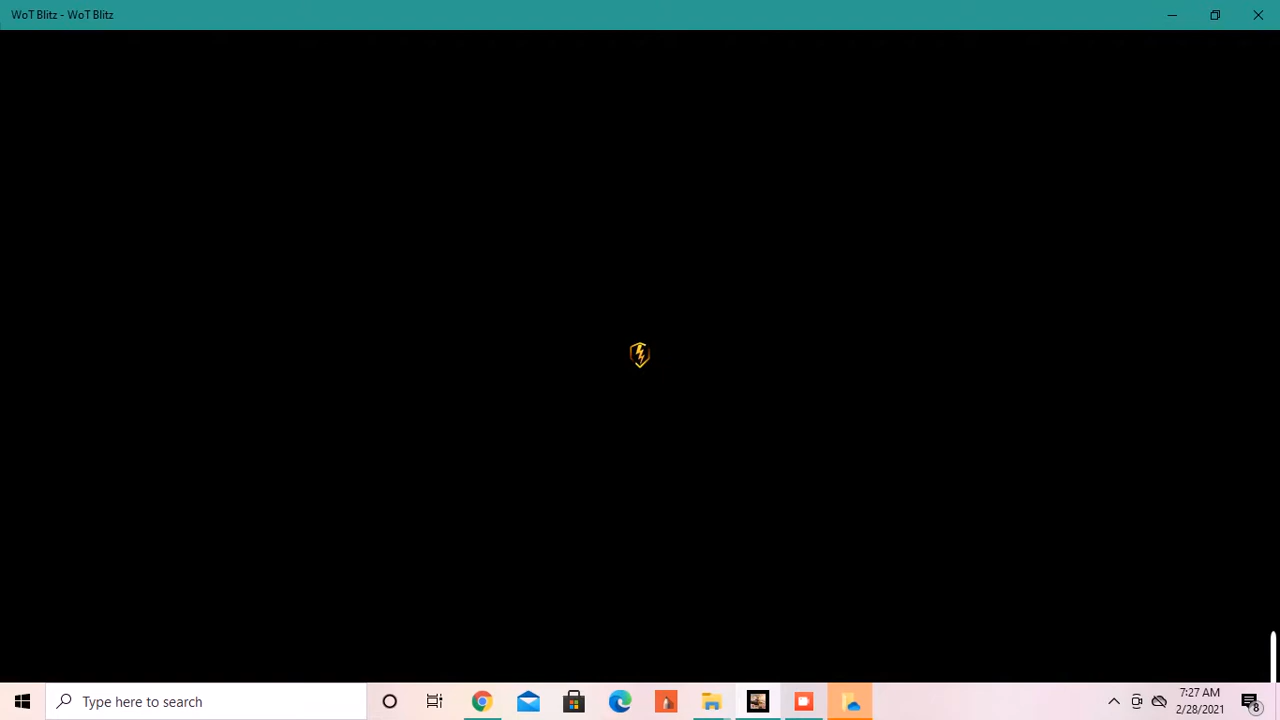 WoT Blitz - WoT Blitz
Type here to search
7:27 AM
2/28/2021
8